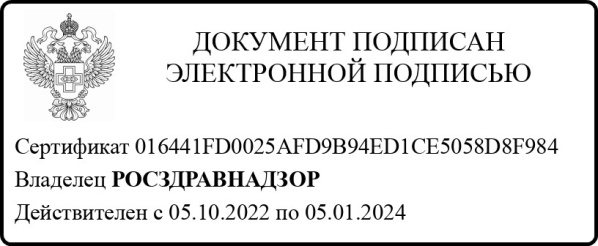 ДОКУМЕНТ ПОДПИСАН
ЭЛЕКТРОННОЙ ПОДПИСЬЮ
Сертификат 016441FD0025AFD9B94ED1CE5058D8F984
Владелец РОСЗДРАВНАДЗОР
Действителен с 05.10.2022 по 05.01.2024